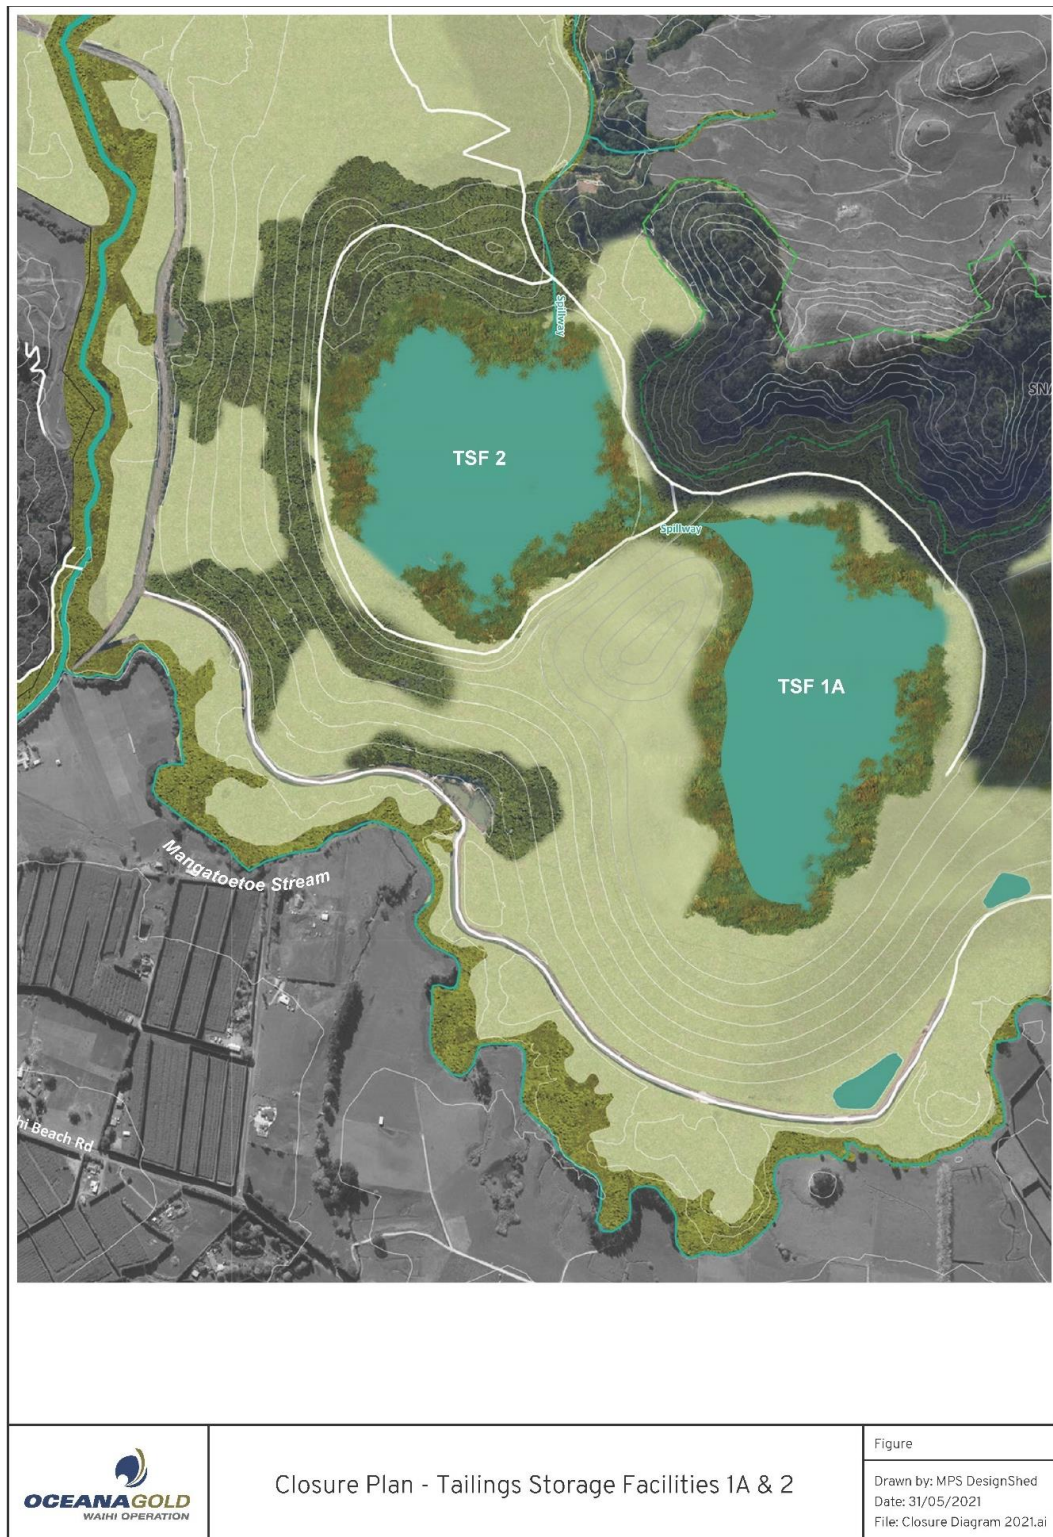 Spillway
SNA
TSF 2
Spillway
TSF 1A
Mangatoetoe Stream
hi Beach Rd
OCEANAGOLD
WAIHI OPERATION
Closure Plan - Tailings Storage Facilities 1A & 2
Figure
Drawn by: MPS DesignShed
Date: 31/05/2021
File: Closure Diagram 2021.ai